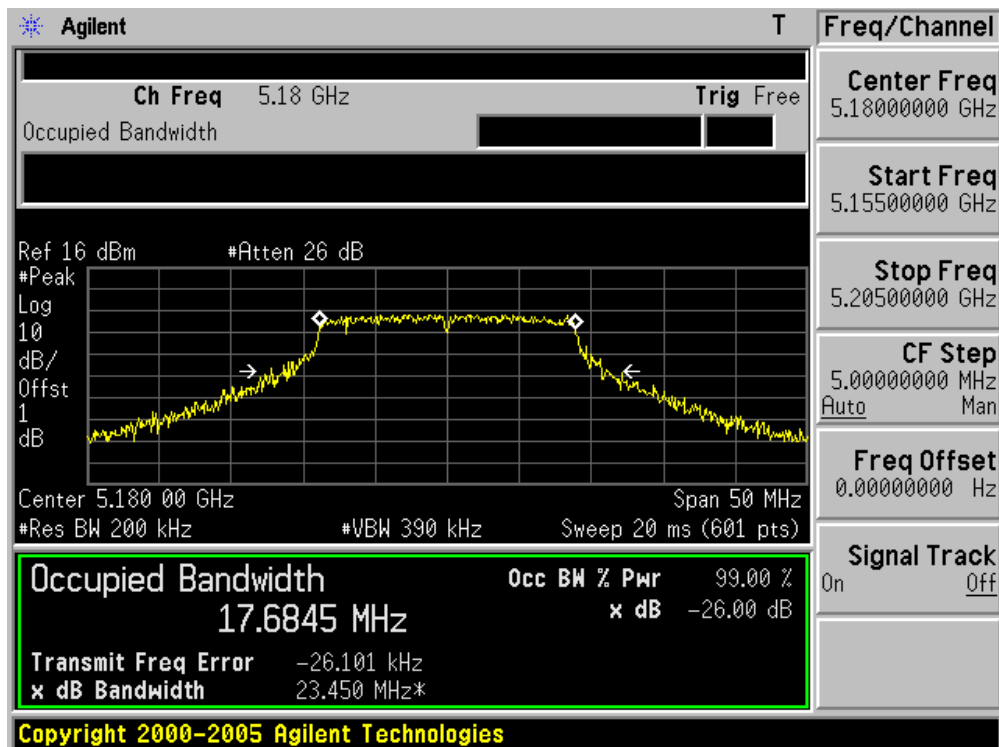 Agilent T
Ch Freq 5.18 GHz Trig Free
Occupied Bandwidth
Ref 16 dBm #Atten 26 dB
#Peak
Log
10
dB/
Offst
1
dB
Center 5.180 00 GHz Span 50 MHz
#Res BW 200 kHz #VBW 390 kHz Sweep 20 ms (601 pts)
Occupied Bandwidth
17.6845 MHz
Occ BW % Pwr 99.00 %
x dB -26.00 dB
Transmit Freq Error -26.101 kHz
x dB Bandwidth 23.450 MHz*
Copyright 2000-2005 Agilent Technologies
Freq/Channel
Center Freq
5.18000000 GHz
Start Freq
5.15500000 GHz
Stop Freq
5.20500000 GHz
CF Step
5.00000000 MHz
Auto Man
Freq Offset
0.00000000 Hz
Signal Track
On Off